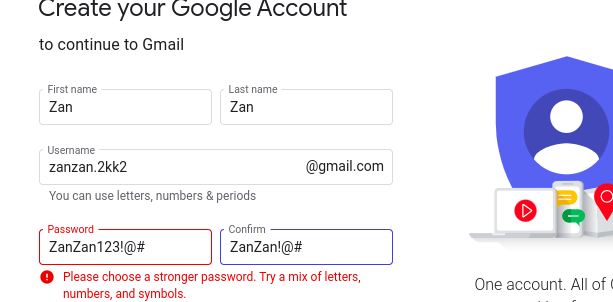 Create your Google Account
to continue to Gmail
First name
Last name
Zan
Zan
Username
zanzan.2kk2
@gmail.com
You can use letters, numbers & periods
Password
Confirm
ZanZan123!@#
ZanZan!@#
Please choose a stronger password. Try a mix of letters,
numbers, and symbols.
One account. All of